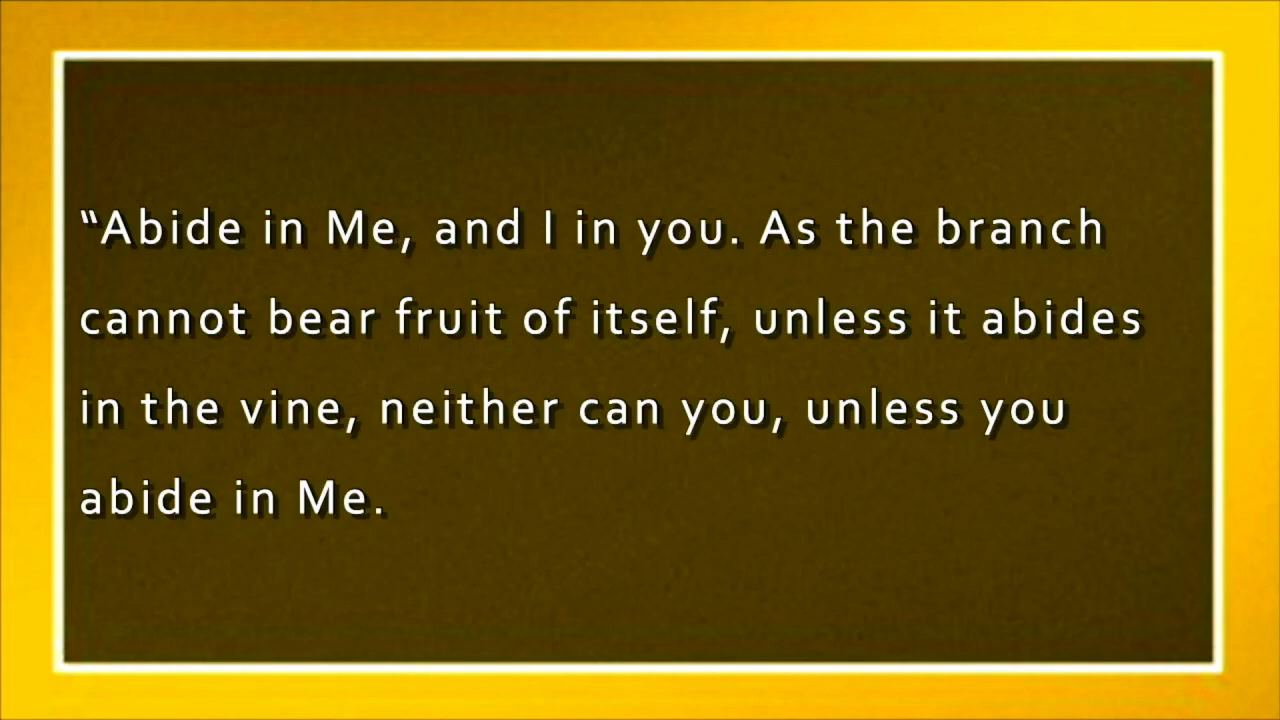 “Abide in Me, and I in you. As the branch
cannot bear fruit of itself, unless it abides
in the vine, neither can you, unless you
abide in Me.